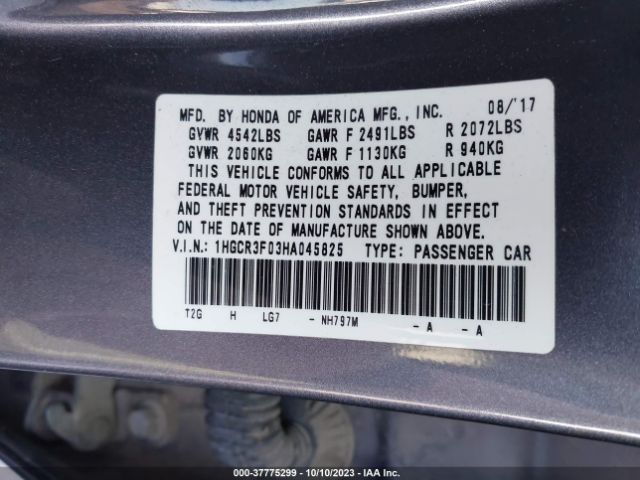 MFD. BY HONDA OF AMERICA MFG., INC. 08/'17
GVWR 4542LBS GAWR F 2491LBS R 2072LBS
GVWR 2060KG GAWR F 1130KG R 940KG
THIS VEHICLE CONFORMS TO ALL APPLICABLE
FEDERAL MOTOR VEHICLE SAFETY, BUMPER,
AND THEFT PREVENTION STANDARDS IN EFFECT
ON THE DATE OF MANUFACTURE SHOWN ABOVE.
V.I.N.: 1HGCR3F03HA045825 TYPE: PASSENGER CAR
T2G H LG7 - NH797M - A - A
000-37775299 - 10/10/2023 - IAA Inc.